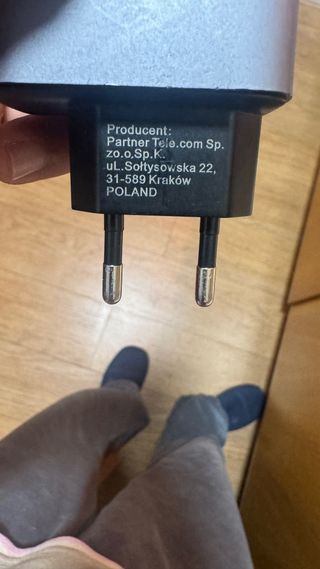 Producent:
Partner Tele.com Sp.
zo.o.Sp.K.
uL.Sołtysowska 22,
31-589 Kraków
POLAND